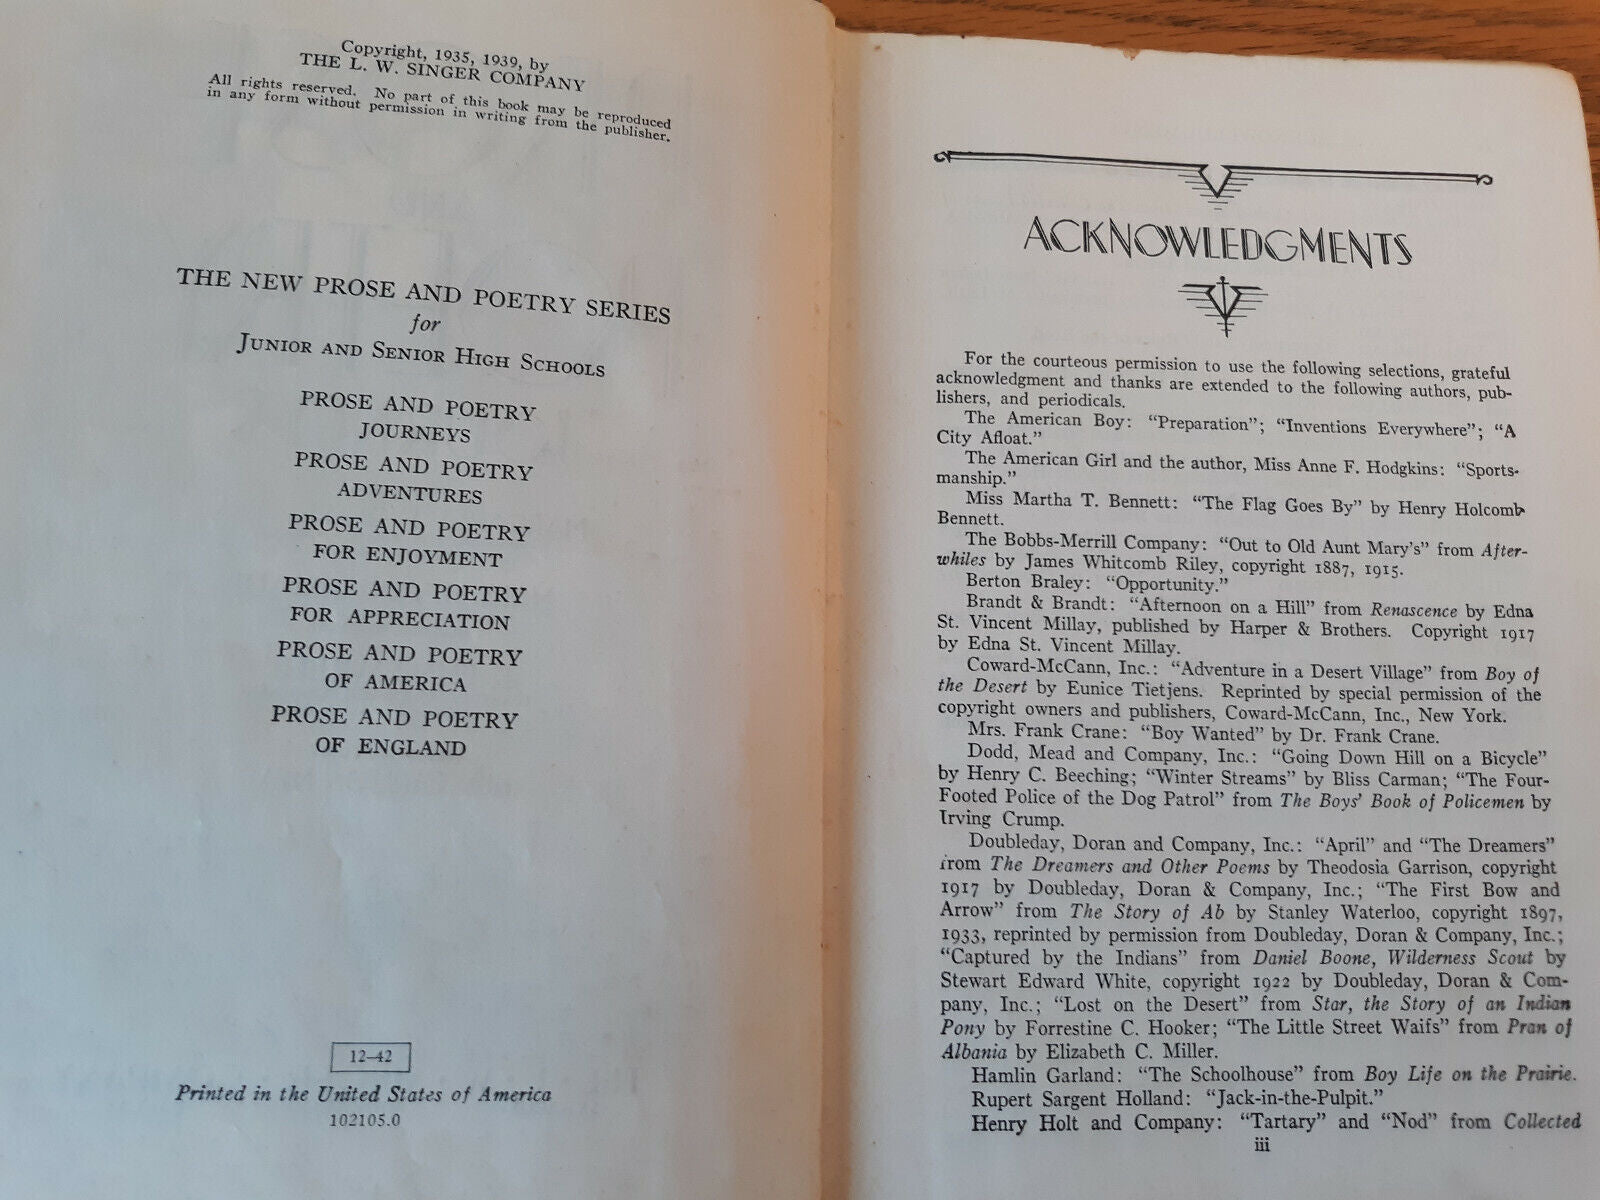 Copyright, 1935, 1939, by
THE L. W. SINGER COMPANY
All rights reserved. No part of this book may be reproduced
in any form without permission in writing from the publisher.
THE NEW PROSE AND POETRY SERIES
for
JUNIOR AND SENIOR HIGH SCHOOLS
PROSE AND POETRY
JOURNEYS
PROSE AND POETRY
ADVENTURES
PROSE AND POETRY
FOR ENJOYMENT
PROSE AND POETRY
FOR APPRECIATION
PROSE AND POETRY
OF AMERICA
PROSE AND POETRY
OF ENGLAND
12–42
Printed in the United States of America
102105.0
ACKNOWLEDGMENTS
For the courteous permission to use the following selections, grateful
acknowledgment and thanks are extended to the following authors, pub-
lishers, and periodicals.
The American Boy: “Preparation”; “Inventions Everywhere”; “A
City Afloat.”
The American Girl and the author, Miss Anne F. Hodgkins: “Sports-
manship.”
Miss Martha T. Bennett: “The Flag Goes By” by Henry Holcomb
Bennett.
The Bobbs-Merrill Company: “Out to Old Aunt Mary’s” from After-
whiles by James Whitcomb Riley, copyright 1887, 1915.
Berton Braley: “Opportunity.”
Brandt & Brandt: “Afternoon on a Hill” from Renascence by Edna
St. Vincent Millay, published by Harper & Brothers. Copyright 1917
by Edna St. Vincent Millay.
Coward-McCann, Inc.: “Adventure in a Desert Village” from Boy of
the Desert by Eunice Tietjens. Reprinted by special permission of the
copyright owners and publishers, Coward-McCann, Inc., New York.
Mrs. Frank Crane: “Boy Wanted” by Dr. Frank Crane.
Dodd, Mead and Company, Inc.: “Going Down Hill on a Bicycle”
by Henry C. Beeching; “Winter Streams” by Bliss Carman; “The Four-
Footed Police of the Dog Patrol” from The Boys’ Book of Policemen by
Irving Crump.
Doubleday, Doran and Company, Inc.: “April” and “The Dreamers”
from The Dreamers and Other Poems by Theodosia Garrison, copyright
1917 by Doubleday, Doran & Company, Inc.; “The First Bow and
Arrow” from The Story of Ab by Stanley Waterloo, copyright 1897,
1933, reprinted by permission from Doubleday, Doran & Company, Inc.;
“Captured by the Indians” from Daniel Boone, Wilderness Scout by
Stewart Edward White, copyright 1922 by Doubleday, Doran & Com-
pany, Inc.; “Lost on the Desert” from Star, the Story of an Indian
Pony by Forrestine C. Hooker; “The Little Street Waifs” from Pran of
Albania by Elizabeth C. Miller.
Hamlin Garland: “The Schoolhouse” from Boy Life on the Prairie.
Rupert Sargent Holland: “Jack-in-the-Pulpit.”
Henry Holt and Company: “Tartary” and “Nod” from Collected
iii